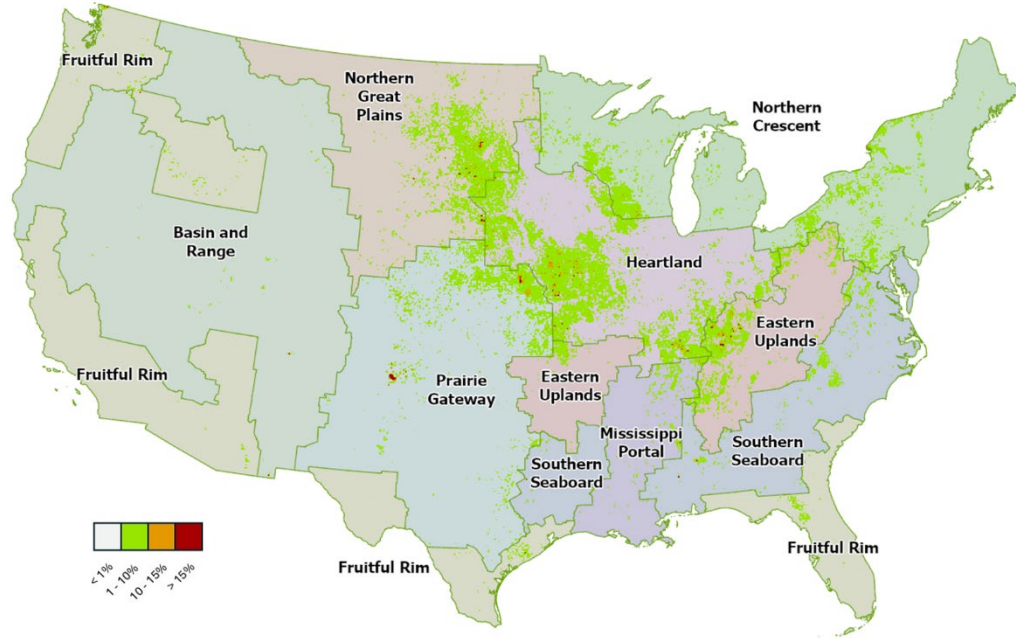 Fruitful Rim
Northern
Great
Plains
Northern
Crescent
Basin and
Range
Heartland
Eastern
Uplands
Fruitful Rim
Prairie
Gateway
Eastern
Uplands
Mississippi
Portal
Southern
Seaboard
Southern
Seaboard
Fruitful Rim
Fruitful Rim
< 1%
1 - 10%
10 - 15%
> 15%